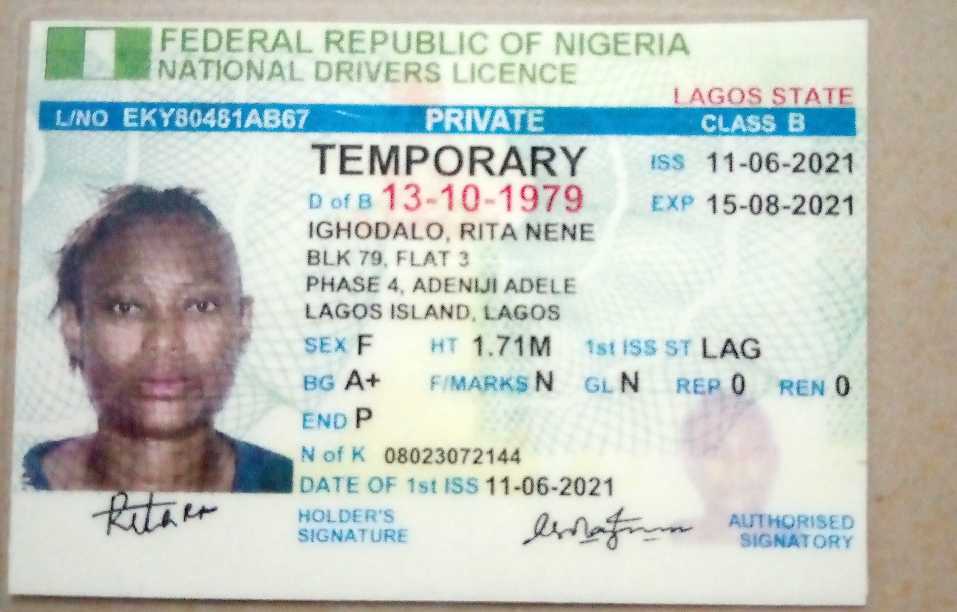 FEDERAL REPUBLIC OF NIGERIA
NATIONAL DRIVERS LICENCE
LAGOS STATE
L/NO EKY80461AB67 PRIVATE CLASS B
TEMPORARY ISS 11-06-2021
D of B 13-10-1979 EXP 15-08-2021
IGHODALO, RITA NENE
BLK 79, FLAT 3
PHASE 4, ADENIJI ADELE
LAGOS ISLAND, LAGOS
SEX F HT 1.71M 1st ISS ST LAG
BG A+ F/MARKS N GL N REP 0 REN 0
END P
N of K 08023072144
DATE OF 1st ISS 11-06-2021
HOLDER'S
SIGNATURE
AUTHORISED
SIGNATORY